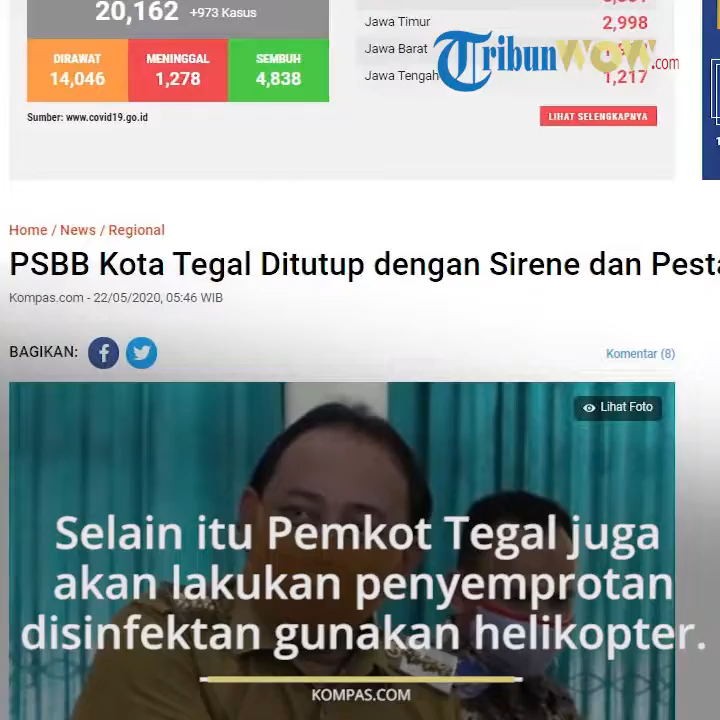 20,162 +973 Kasus
DIRAWAT
14,046
MENINGGAL
1,278
SEMBUH
4,838
Sumber: www.covid19.go.id
Jawa Timur 2,998
Jawa Barat
Jawa Tengah 1,217
TribunWOW.com
LIHAT SELENGKAPNYA
Home / News / Regional
PSBB Kota Tegal Ditutup dengan Sirene dan Pesta
Kompas.com - 22/05/2020, 05:46 WIB
BAGIKAN:
Komentar (8)
Lihat Foto
Selain itu Pemkot Tegal juga
akan lakukan penyemprotan
disinfektan gunakan helikopter.
KOMPAS.COM